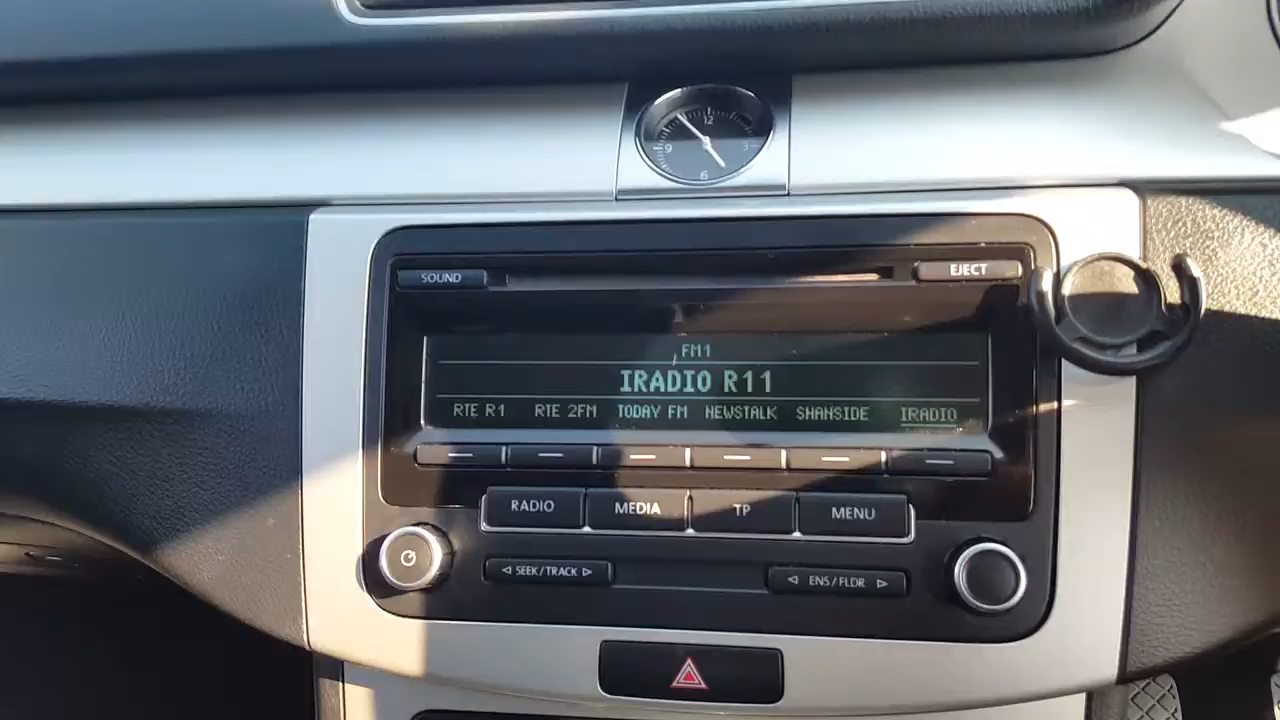 12
9 3
6
SOUND
EJECT
FM1
IRADIO R11
RTE R1 RTE 2FM TODAY FM NEWSTALK SHANSIDE IRADIO
RADIO MEDIA TP MENU
SEEK / TRACK
ENS / FLDR